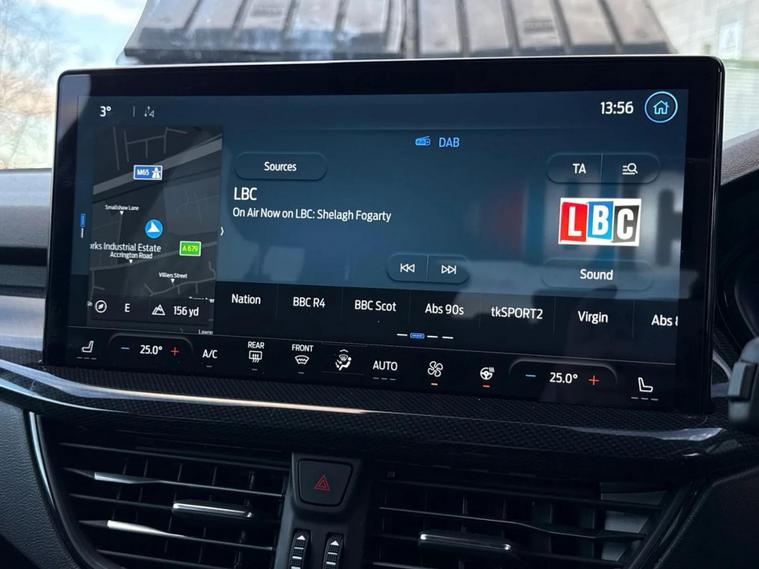 3°
13:56
DAB
M65
Smallshaw Lane
rks Industrial Estate
A 679
Accrington Road
Villiers Street
E
156 yd
Sources
TA
LBC
On Air Now on LBC: Shelagh Fogarty
LBC
Sound
Nation
BBC R4
BBC Scot
Abs 90s
tkSPORT2
Virgin
Abs
25.0°
A/C
REAR
FRONT
AUTO
25.0°